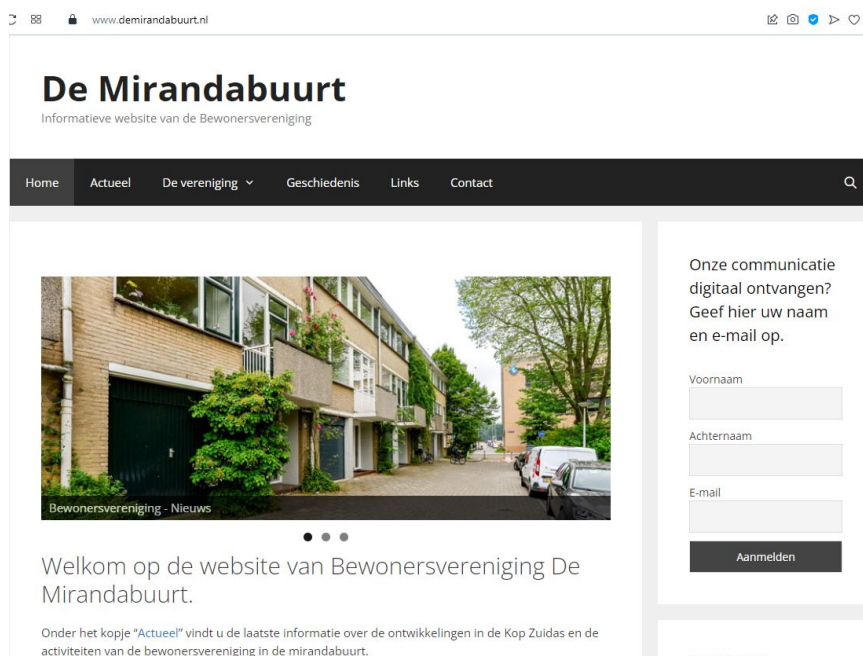 www.demirandabuurt.nl
De Mirandabuurt
Informatieve website van de Bewonersvereniging
Home Actueel De vereniging Geschiedenis Links Contact
Bewonersvereniging - Nieuws
Welkom op de website van Bewonersvereniging De
Mirandabuurt.
Onder het kopje “Actueel” vindt u de laatste informatie over de ontwikkelingen in de Kop Zuidas en de
activiteiten van de bewonersvereniging in de mirandabuurt.
Onze communicatie
digitaal ontvangen?
Geef hier uw naam
en e-mail op.
Voornaam
Achternaam
E-mail
Aanmelden